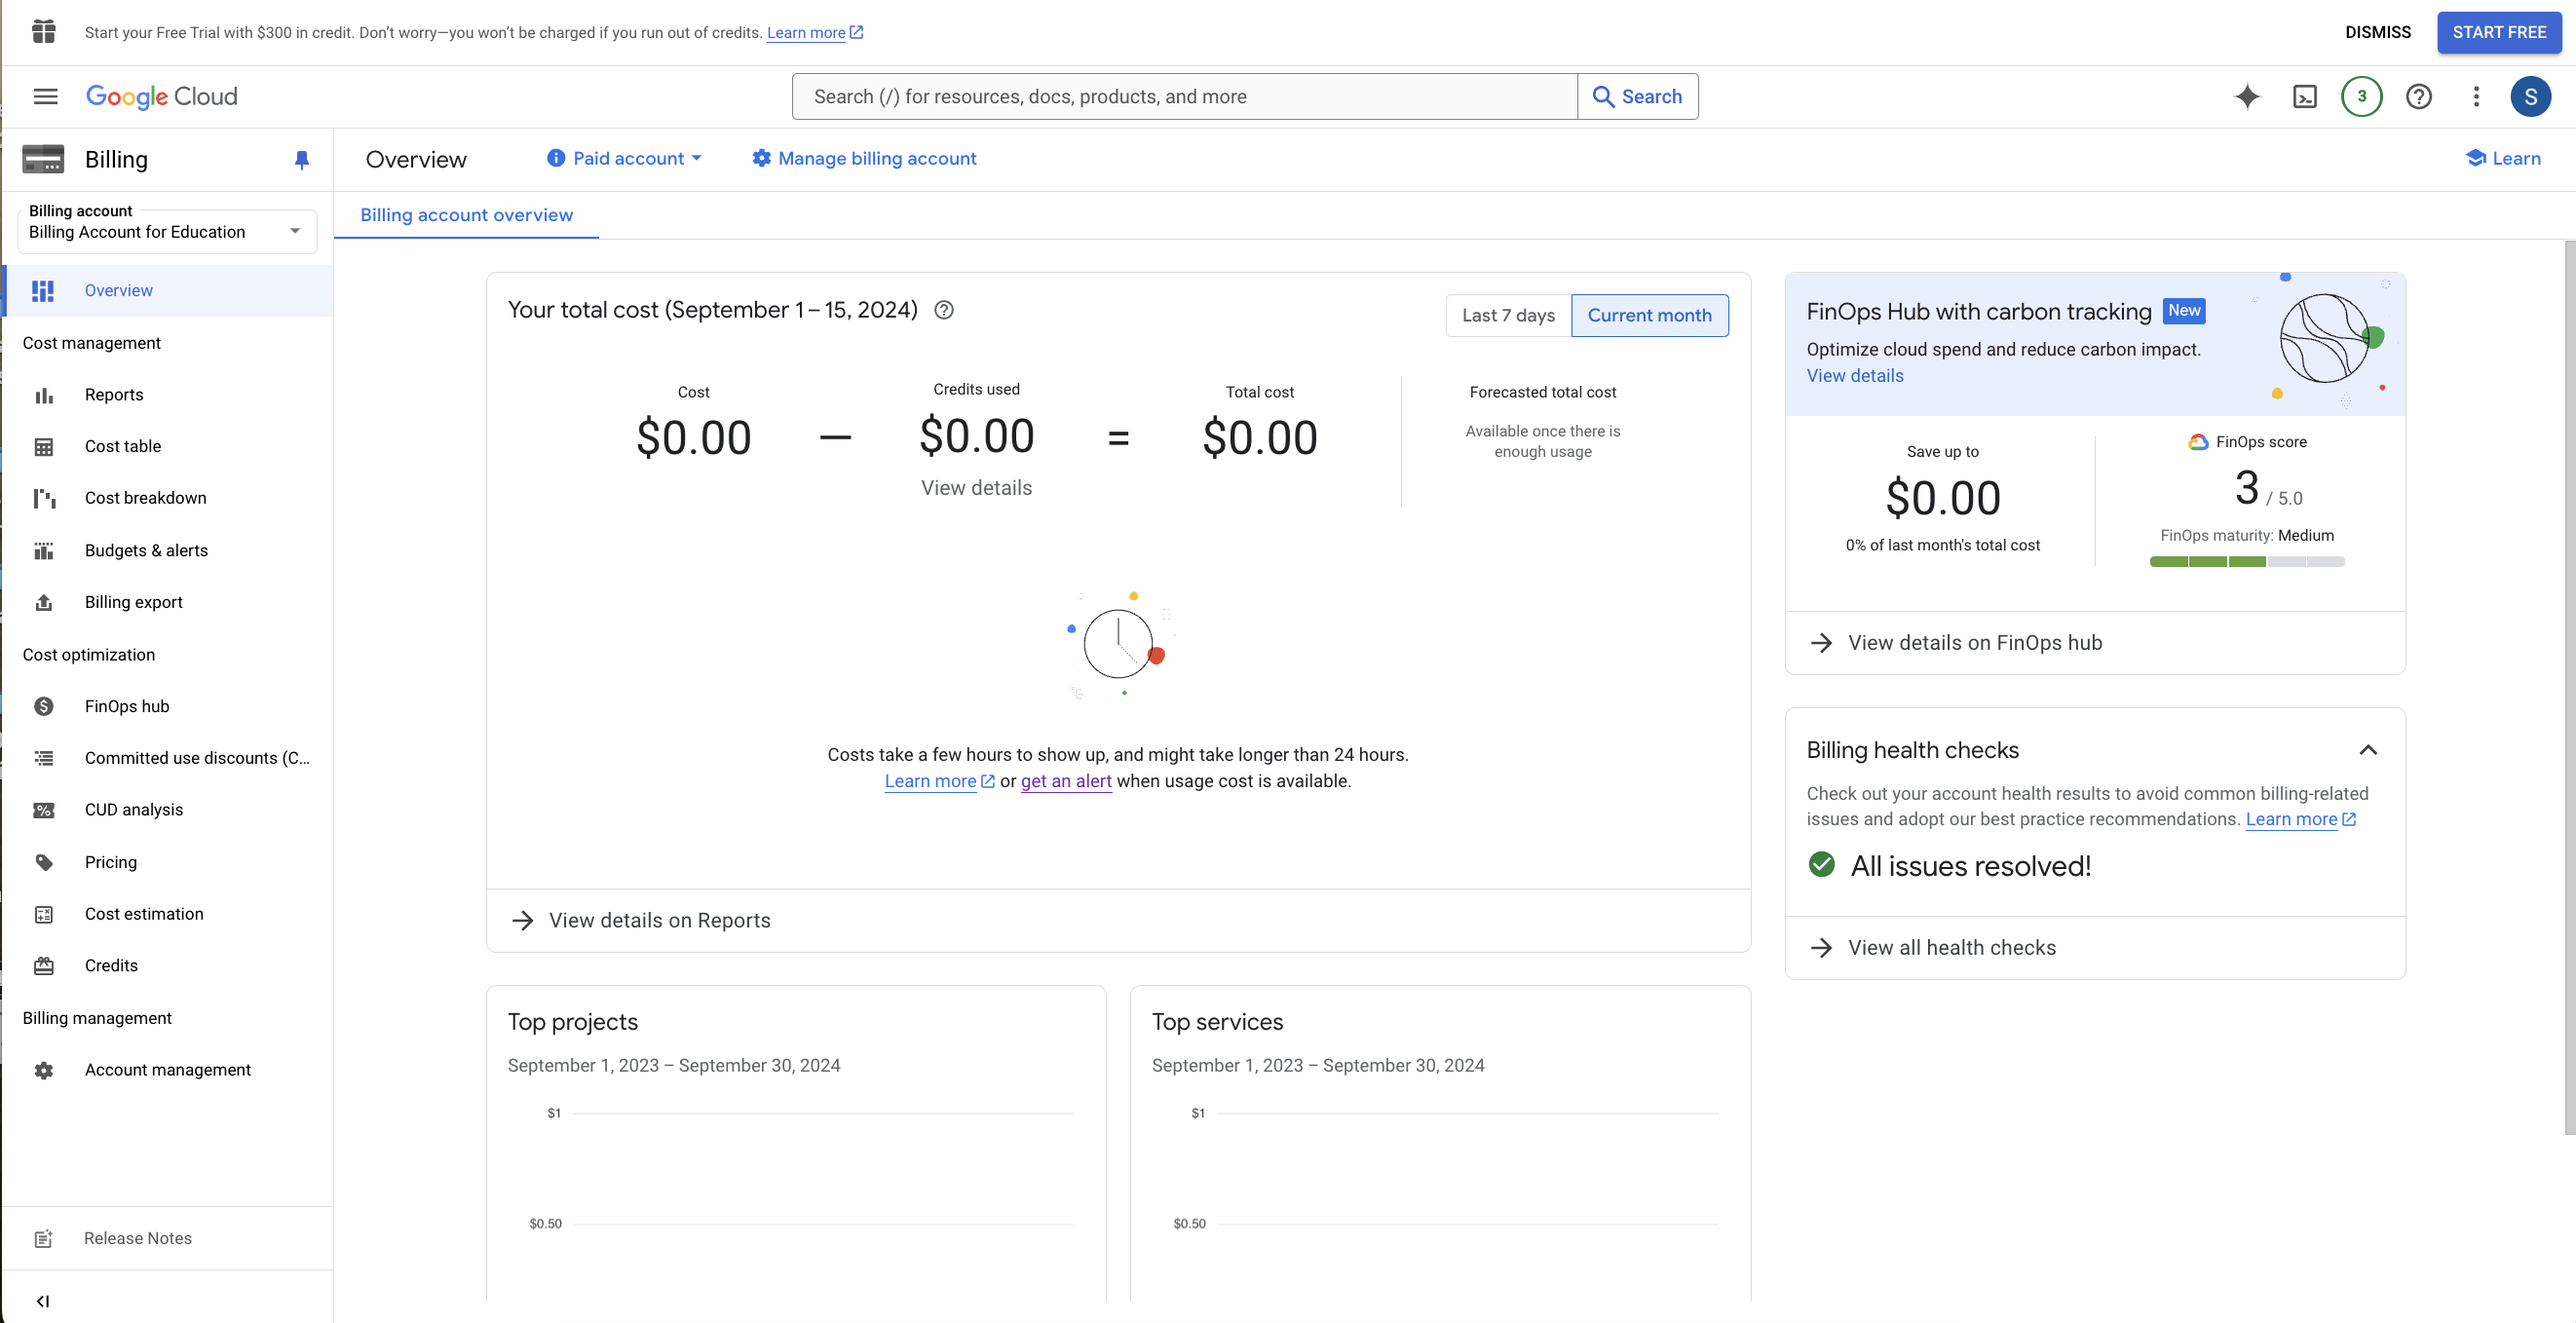 Start your Free Trial with $300 in credit. Don't worry—you won't be charged if you run out of credits. Learn more
DISMISS
START FREE
Google Cloud
Search (/) for resources, docs, products, and more
Search
3
S
Billing
Overview
Paid account
Manage billing account
Learn
Billing account
Billing Account for Education
Billing account overview
Overview
Cost management
Reports
Cost table
Cost breakdown
Budgets & alerts
Billing export
Cost optimization
FinOps hub
Committed use discounts (C...
CUD analysis
Pricing
Cost estimation
Credits
Billing management
Account management
Release Notes
Your total cost (September 1 – 15, 2024)
Last 7 days
Current month
Cost
$0.00
—
Credits used
$0.00
View details
=
Total cost
$0.00
Forecasted total cost
Available once there is
enough usage
Costs take a few hours to show up, and might take longer than 24 hours.
Learn more or get an alert when usage cost is available.
View details on Reports
Top projects
September 1, 2023 – September 30, 2024
$1
$0.50
Top services
September 1, 2023 – September 30, 2024
$1
$0.50
FinOps Hub with carbon tracking New
Optimize cloud spend and reduce carbon impact.
View details
Save up to
$0.00
0% of last month's total cost
FinOps score
3 / 5.0
FinOps maturity: Medium
View details on FinOps hub
Billing health checks
Check out your account health results to avoid common billing-related
issues and adopt our best practice recommendations. Learn more
All issues resolved!
View all health checks